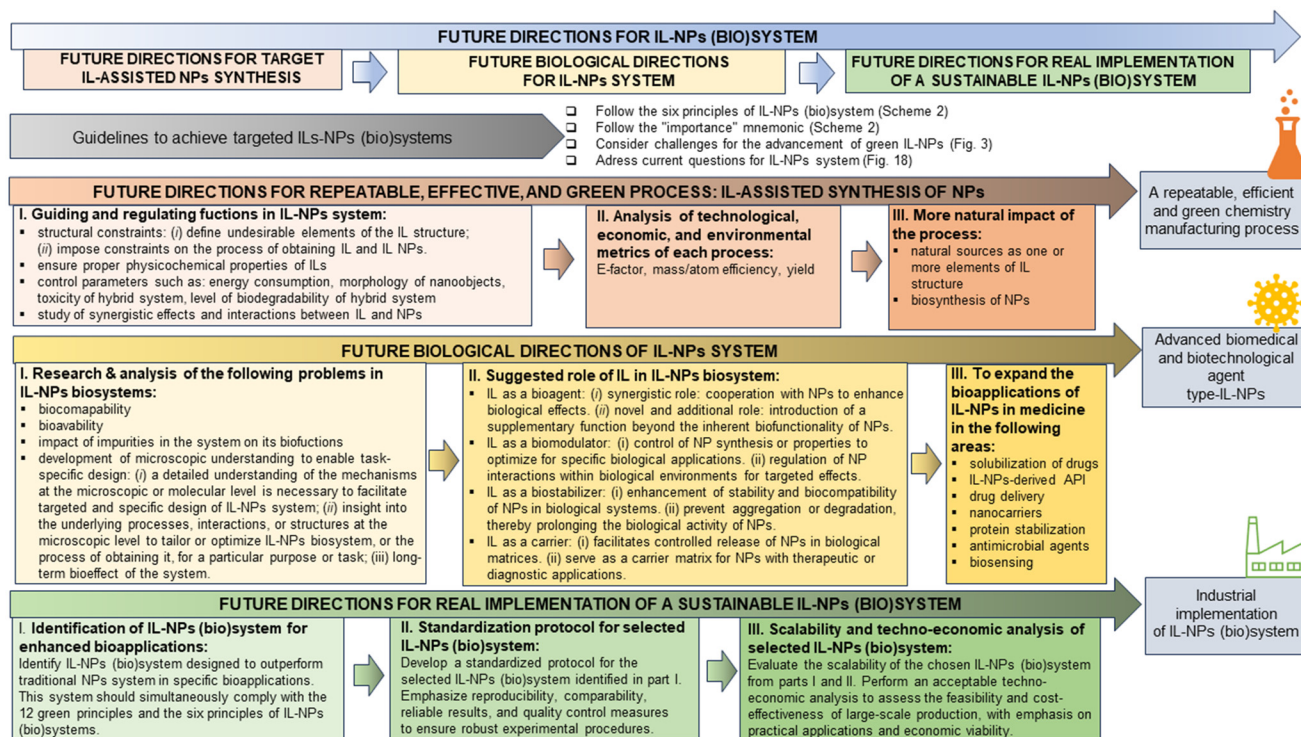 FUTURE DIRECTIONS FOR IL-NPs (BIO)SYSTEM
FUTURE DIRECTIONS FOR TARGET
IL-ASSISTED NPs SYNTHESIS
FUTURE BIOLOGICAL DIRECTIONS
FOR IL-NPs SYSTEM
FUTURE DIRECTIONS FOR REAL IMPLEMENTATION
OF A SUSTAINABLE IL-NPs (BIO)SYSTEM
Guidelines to achieve targeted ILs-NPs (bio)systems
❑ Follow the six principles of IL-NPs (bio)system (Scheme 2)
❑ Follow the "importance" mnemonic (Scheme 2)
❑ Consider challenges for the advancement of green IL-NPs (Fig. 3)
❑ Adress current questions for IL-NPs system (Fig. 18)
FUTURE DIRECTIONS FOR REPEATABLE, EFFECTIVE, AND GREEN PROCESS: IL-ASSISTED SYNTHESIS OF NPs
A repeatable, efficient
and green chemistry
manufacturing process
I. Guiding and regulating fuctions in IL-NPs system:
▪ structural constraints: (i) define undesirable elements of the IL structure;
(ii) impose constraints on the process of obtaining IL and IL NPs.
▪ ensure proper physicochemical properties of ILs
▪ control parameters such as: energy consumption, morphology of nanoobjects,
toxicity of hybrid system, level of biodegradability of hybrid system
▪ study of synergistic effects and interactions between IL and NPs
II. Analysis of technological,
economic, and environmental
metrics of each process:
E-factor, mass/atom efficiency, yield
III. More natural impact of
the process:
▪ natural sources as one or
more elements of IL
structure
▪ biosynthesis of NPs
FUTURE BIOLOGICAL DIRECTIONS OF IL-NPs SYSTEM
Advanced biomedical
and biotechnological
agent
type-IL-NPs
I. Research & analysis of the following problems in
IL-NPs biosystems:
▪ biocomapability
▪ bioavability
▪ impact of impurities in the system on its biofuctions
▪ development of microscopic understanding to enable task-
specific design: (i) a detailed understanding of the mechanisms
at the microscopic or molecular level is necessary to facilitate
targeted and specific design of IL-NPs system; (ii) insight into
the underlying processes, interactions, or structures at the
microscopic level to tailor or optimize IL-NPs biosystem, or the
process of obtaining it, for a particular purpose or task; (iii) long-
term bioeffect of the system.
II. Suggested role of IL in IL-NPs biosystem:
▪ IL as a bioagent: (i) synergistic role: cooperation with NPs to enhance
biological effects. (ii) novel and additional role: introduction of a
supplementary function beyond the inherent biofunctionality of NPs.
▪ IL as a biomodulator: (i) control of NP synthesis or properties to
optimize for specific biological applications. (ii) regulation of NP
interactions within biological environments for targeted effects.
▪ IL as a biostabilizer: (i) enhancement of stability and biocompatibility
of NPs in biological systems. (ii) prevent aggregation or degradation,
thereby prolonging the biological activity of NPs.
▪ IL as a carrier: (i) facilitates controlled release of NPs in biological
matrices. (ii) serve as a carrier matrix for NPs with therapeutic or
diagnostic applications.
III. To expand the
bioapplications of
IL-NPs in medicine
in the following
areas:
▪ solubilization of drugs
▪ IL-NPs-derived API
▪ drug delivery
▪ nanocarriers
▪ protein stabilization
▪ antimicrobial agents
▪ biosensing
FUTURE DIRECTIONS FOR REAL IMPLEMENTATION OF A SUSTAINABLE IL-NPs (BIO)SYSTEM
Industrial
implementation
of IL-NPs (bio)system
I. Identification of IL-NPs (bio)system for
enhanced bioapplications:
Identify IL-NPs (bio)system designed to outperform
traditional NPs system in specific bioapplications.
This system should simultaneously comply with the
12 green principles and the six principles of IL-NPs
(bio)systems.
II. Standardization protocol for selected
IL-NPs (bio)system:
Develop a standardized protocol for the
selected IL-NPs (bio)system identified in part I.
Emphasize reproducibility, comparability,
reliable results, and quality control measures
to ensure robust experimental procedures.
III. Scalability and techno-economic analysis of
selected IL-NPs (bio)system:
Evaluate the scalability of the chosen IL-NPs (bio)system
from parts I and II. Perform an acceptable techno-
economic analysis to assess the feasibility and cost-
effectiveness of large-scale production, with emphasis on
practical applications and economic viability.